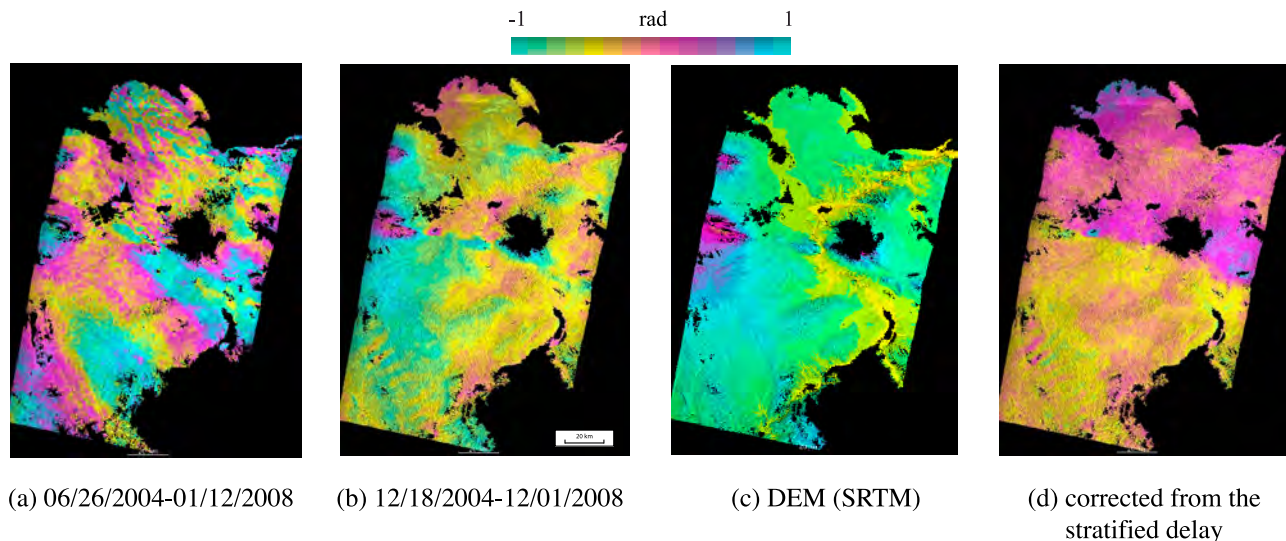 -1 rad 1
20 km
(a) 06/26/2004-01/12/2008
(b) 12/18/2004-12/01/2008
(c) DEM (SRTM)
(d) corrected from the
stratified delay